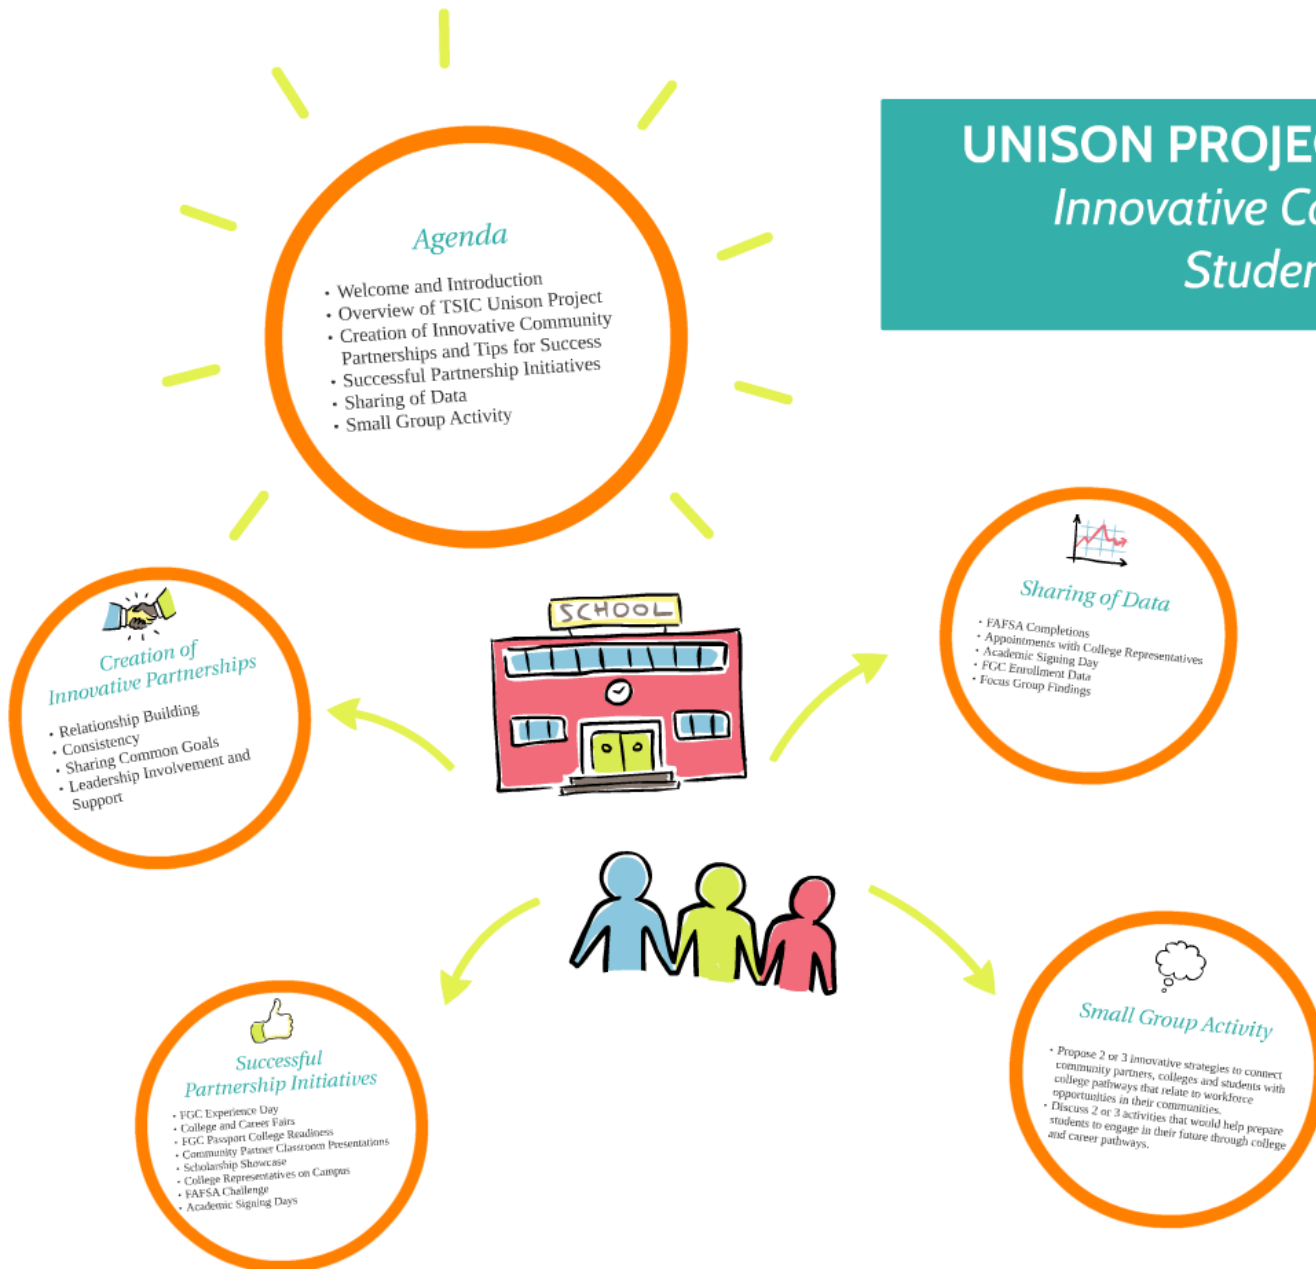 UNISON PROJE
Innovative Co
Studen
Agenda
• Welcome and Introduction
• Overview of TSIC Unison Project
• Creation of Innovative Community
Partnerships and Tips for Success
• Successful Partnership Initiatives
• Sharing of Data
• Small Group Activity
SCHOOL
Creation of
Innovative Partnerships
• Relationship Building
• Consistency
• Sharing Common Goals
• Leadership Involvement and
Support
Sharing of Data
• FAFSA Completions
• Appointments with College Representatives
• Academic Signing Day
• FGC Enrollment Data
• Focus Group Findings
Successful
Partnership Initiatives
• FGC Experience Day
• College and Career Fairs
• FGC Passport College Readiness
• Community Partner Classroom Presentations
• Scholarship Showcase
• College Representatives on Campus
• FAFSA Challenge
• Academic Signing Days
Small Group Activity
• Propose 2 or 3 innovative strategies to connect
community partners, colleges and students with
college pathways that relate to workforce
opportunities in their communities.
• Discuss 2 or 3 activities that would help prepare
students to engage in their future through college
and career pathways.